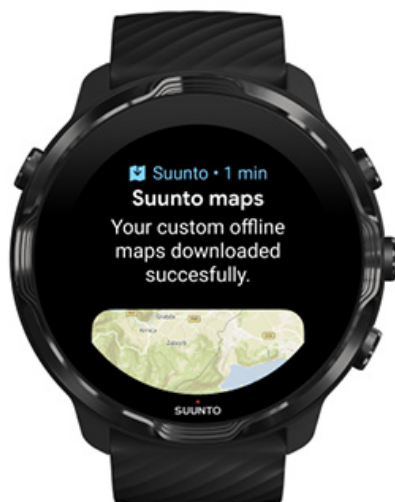 Suunto • 1 min
Suunto maps
Your custom offline
maps downloaded
succesfully.
SUUNTO